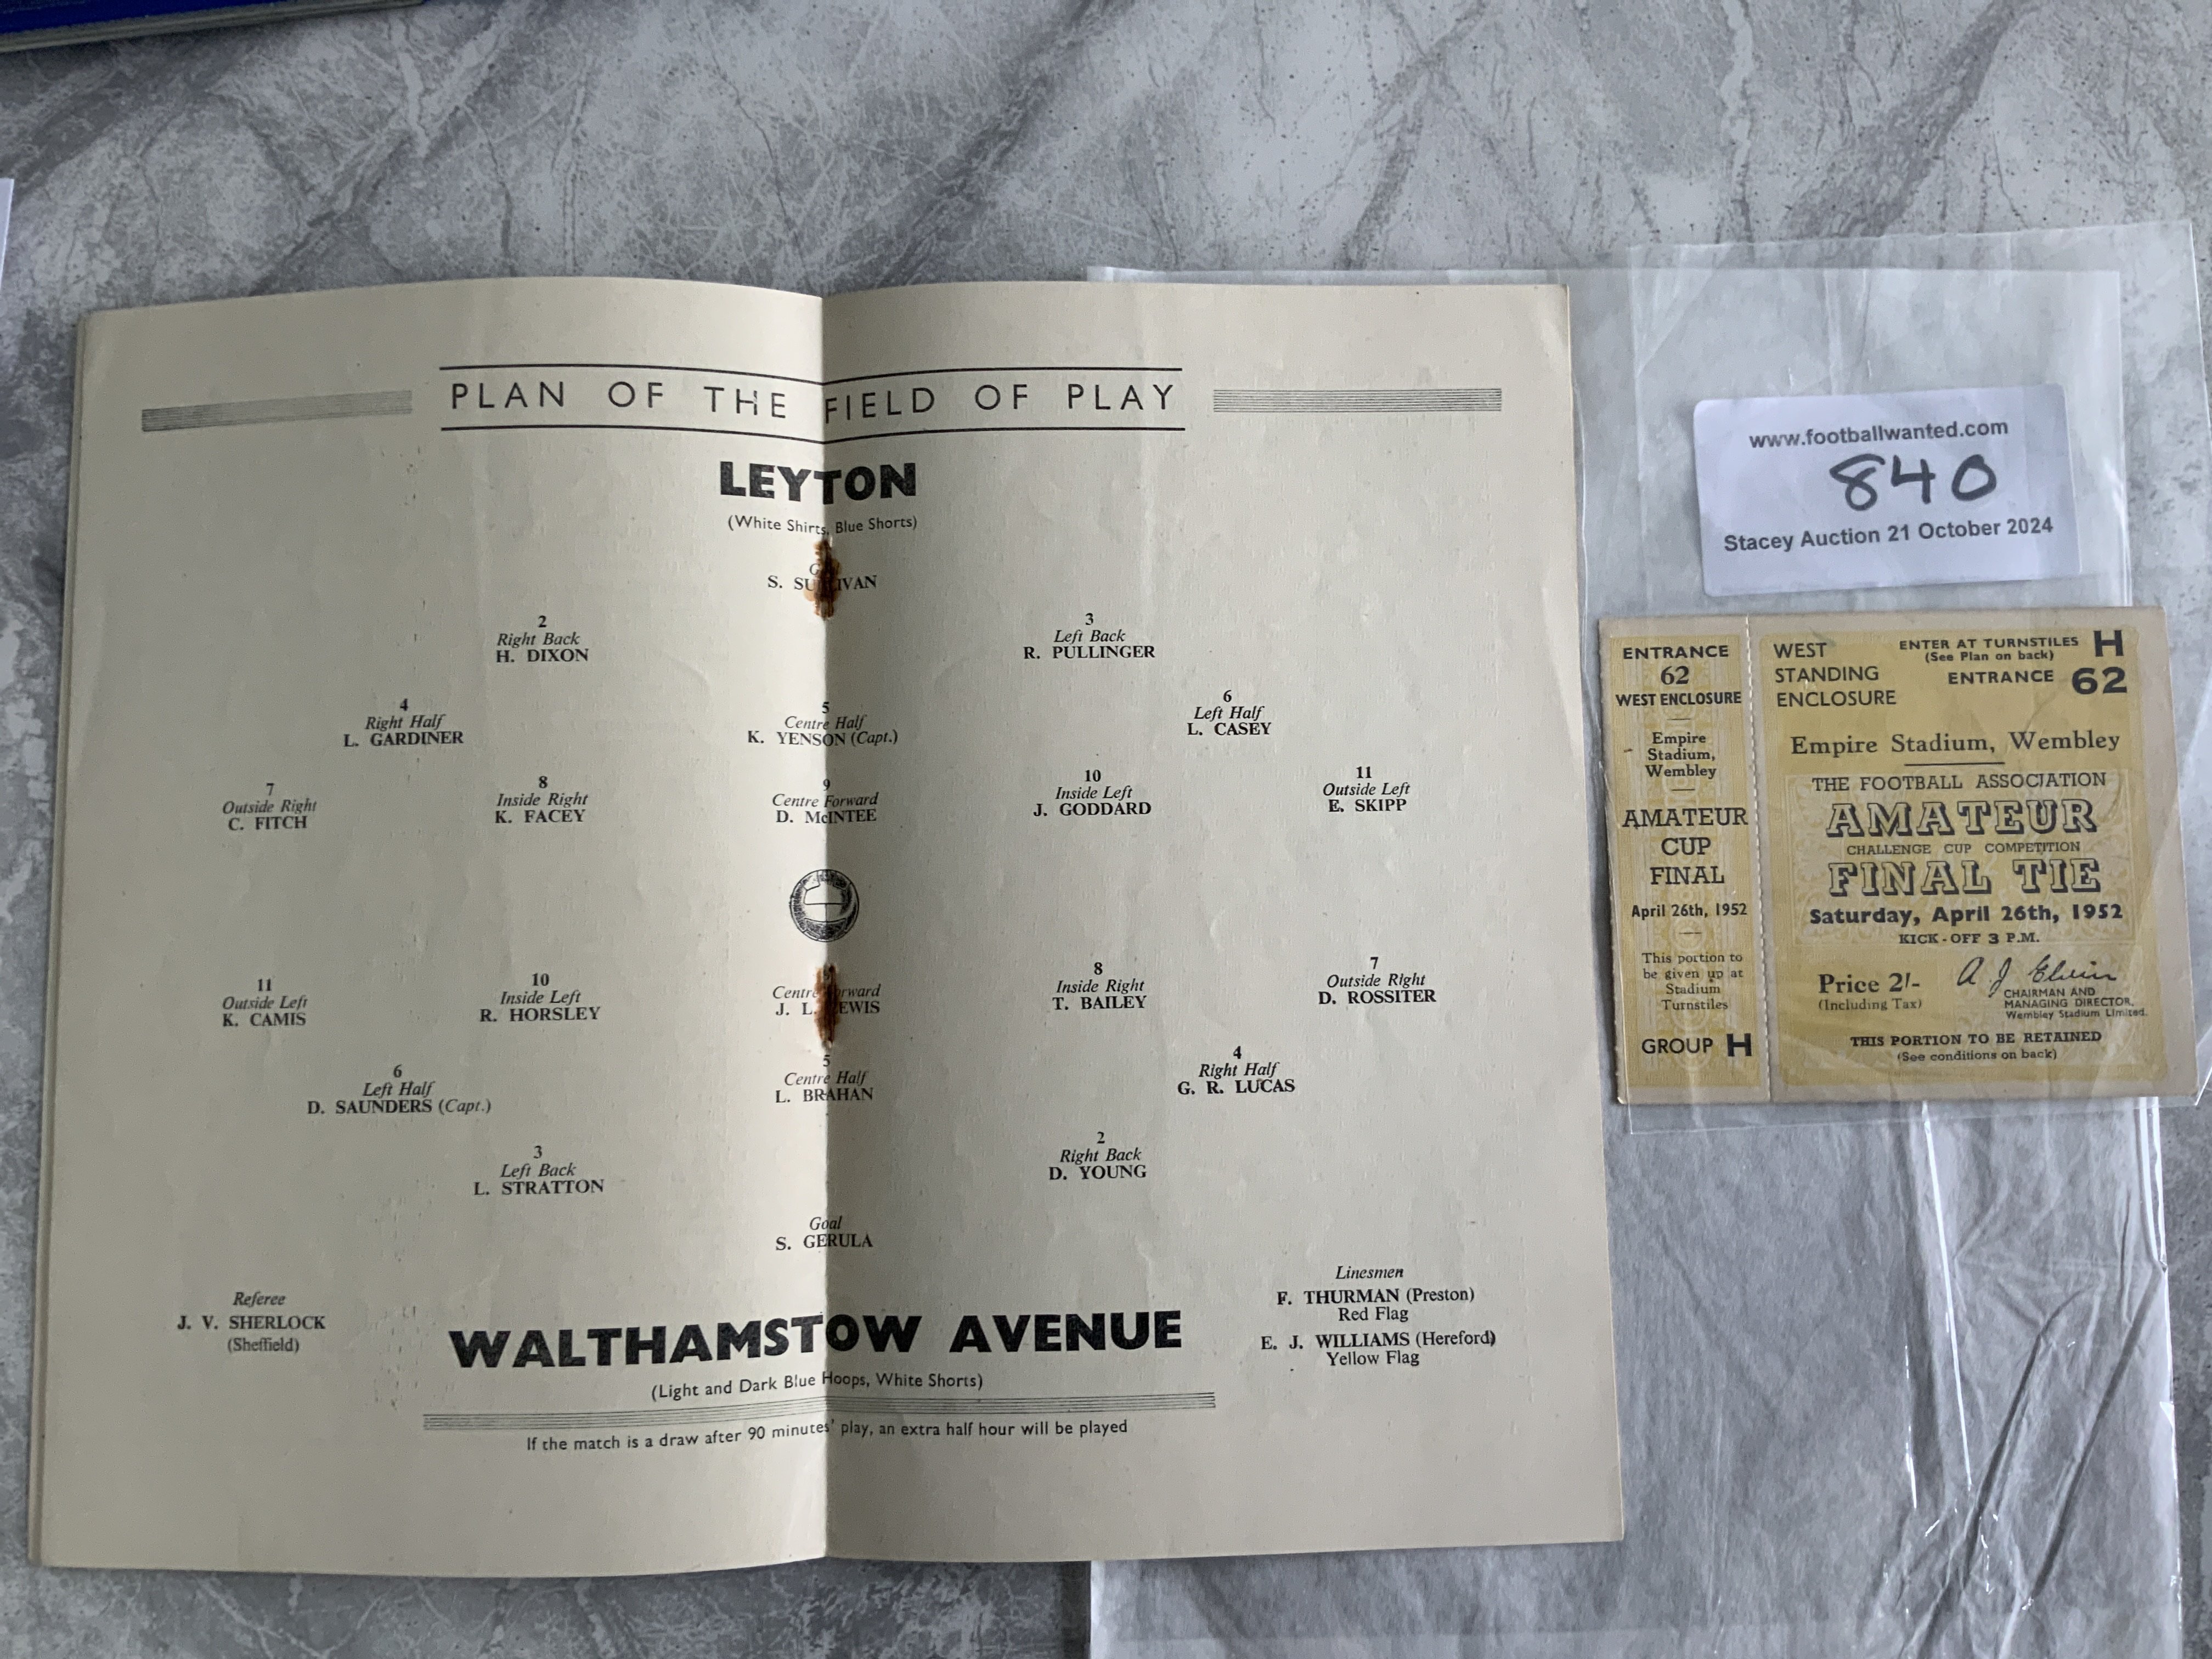 PLAN OF THE FIELD OF PLAY
LEYTON
(White Shirts, Blue Shorts)
S. SULLIVAN
2
Right Back
H. DIXON
3
Left Back
R. PULLINGER
4
Right Half
L. GARDINER
5
Centre Half
K. YENSON (Capt.)
6
Left Half
L. CASEY
7
Outside Right
C. FITCH
8
Inside Right
K. FACEY
9
Centre Forward
D. McINTEE
10
Inside Left
J. GODDARD
11
Outside Left
E. SKIPP
11
Outside Left
K. CAMIS
10
Inside Left
R. HORSLEY
Centre Forward
J. L. LEWIS
8
Inside Right
T. BAILEY
7
Outside Right
D. ROSSITER
6
Left Half
D. SAUNDERS (Capt.)
5
Centre Half
L. BRAHAN
4
Right Half
G. R. LUCAS
3
Left Back
L. STRATTON
2
Right Back
D. YOUNG
Goal
S. GERULA
Referee
J. V. SHERLOCK
(Sheffield)
Linesmen
F. THURMAN (Preston)
Red Flag
E. J. WILLIAMS (Hereford)
Yellow Flag
WALTHAMSTOW AVENUE
(Light and Dark Blue Hoops, White Shorts)
If the match is a draw after 90 minutes' play, an extra half hour will be played
www.footballwanted.com
840
Stacey Auction 21 October 2024
ENTRANCE
62
WEST ENCLOSURE
Empire
Stadium,
Wembley
AMATEUR
CUP
FINAL
April 26th, 1952
This portion to
be given up at
Stadium
Turnstiles
GROUP H
WEST
STANDING
ENCLOSURE
ENTER AT TURNSTILES H
(See Plan on back)
ENTRANCE 62
Empire Stadium, Wembley
THE FOOTBALL ASSOCIATION
AMATEUR
CHALLENGE CUP COMPETITION
FINAL TIE
Saturday, April 26th, 1952
KICK-OFF 3 P.M.
Price 2/-
(Including Tax)
A J Elvin
CHAIRMAN AND
MANAGING DIRECTOR,
Wembley Stadium Limited.
THIS PORTION TO BE RETAINED
(See conditions on back)